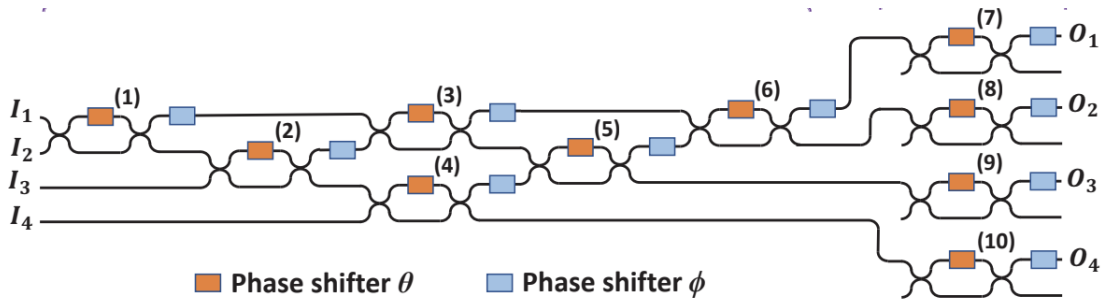 (7)
O₁
(1)
(3)
(6)
I₁
(2)
(5)
(8)
O₂
I₂
(4)
(9)
I₃
O₃
I₄
(10)
O₄
Phase shifter θ
Phase shifter ϕ